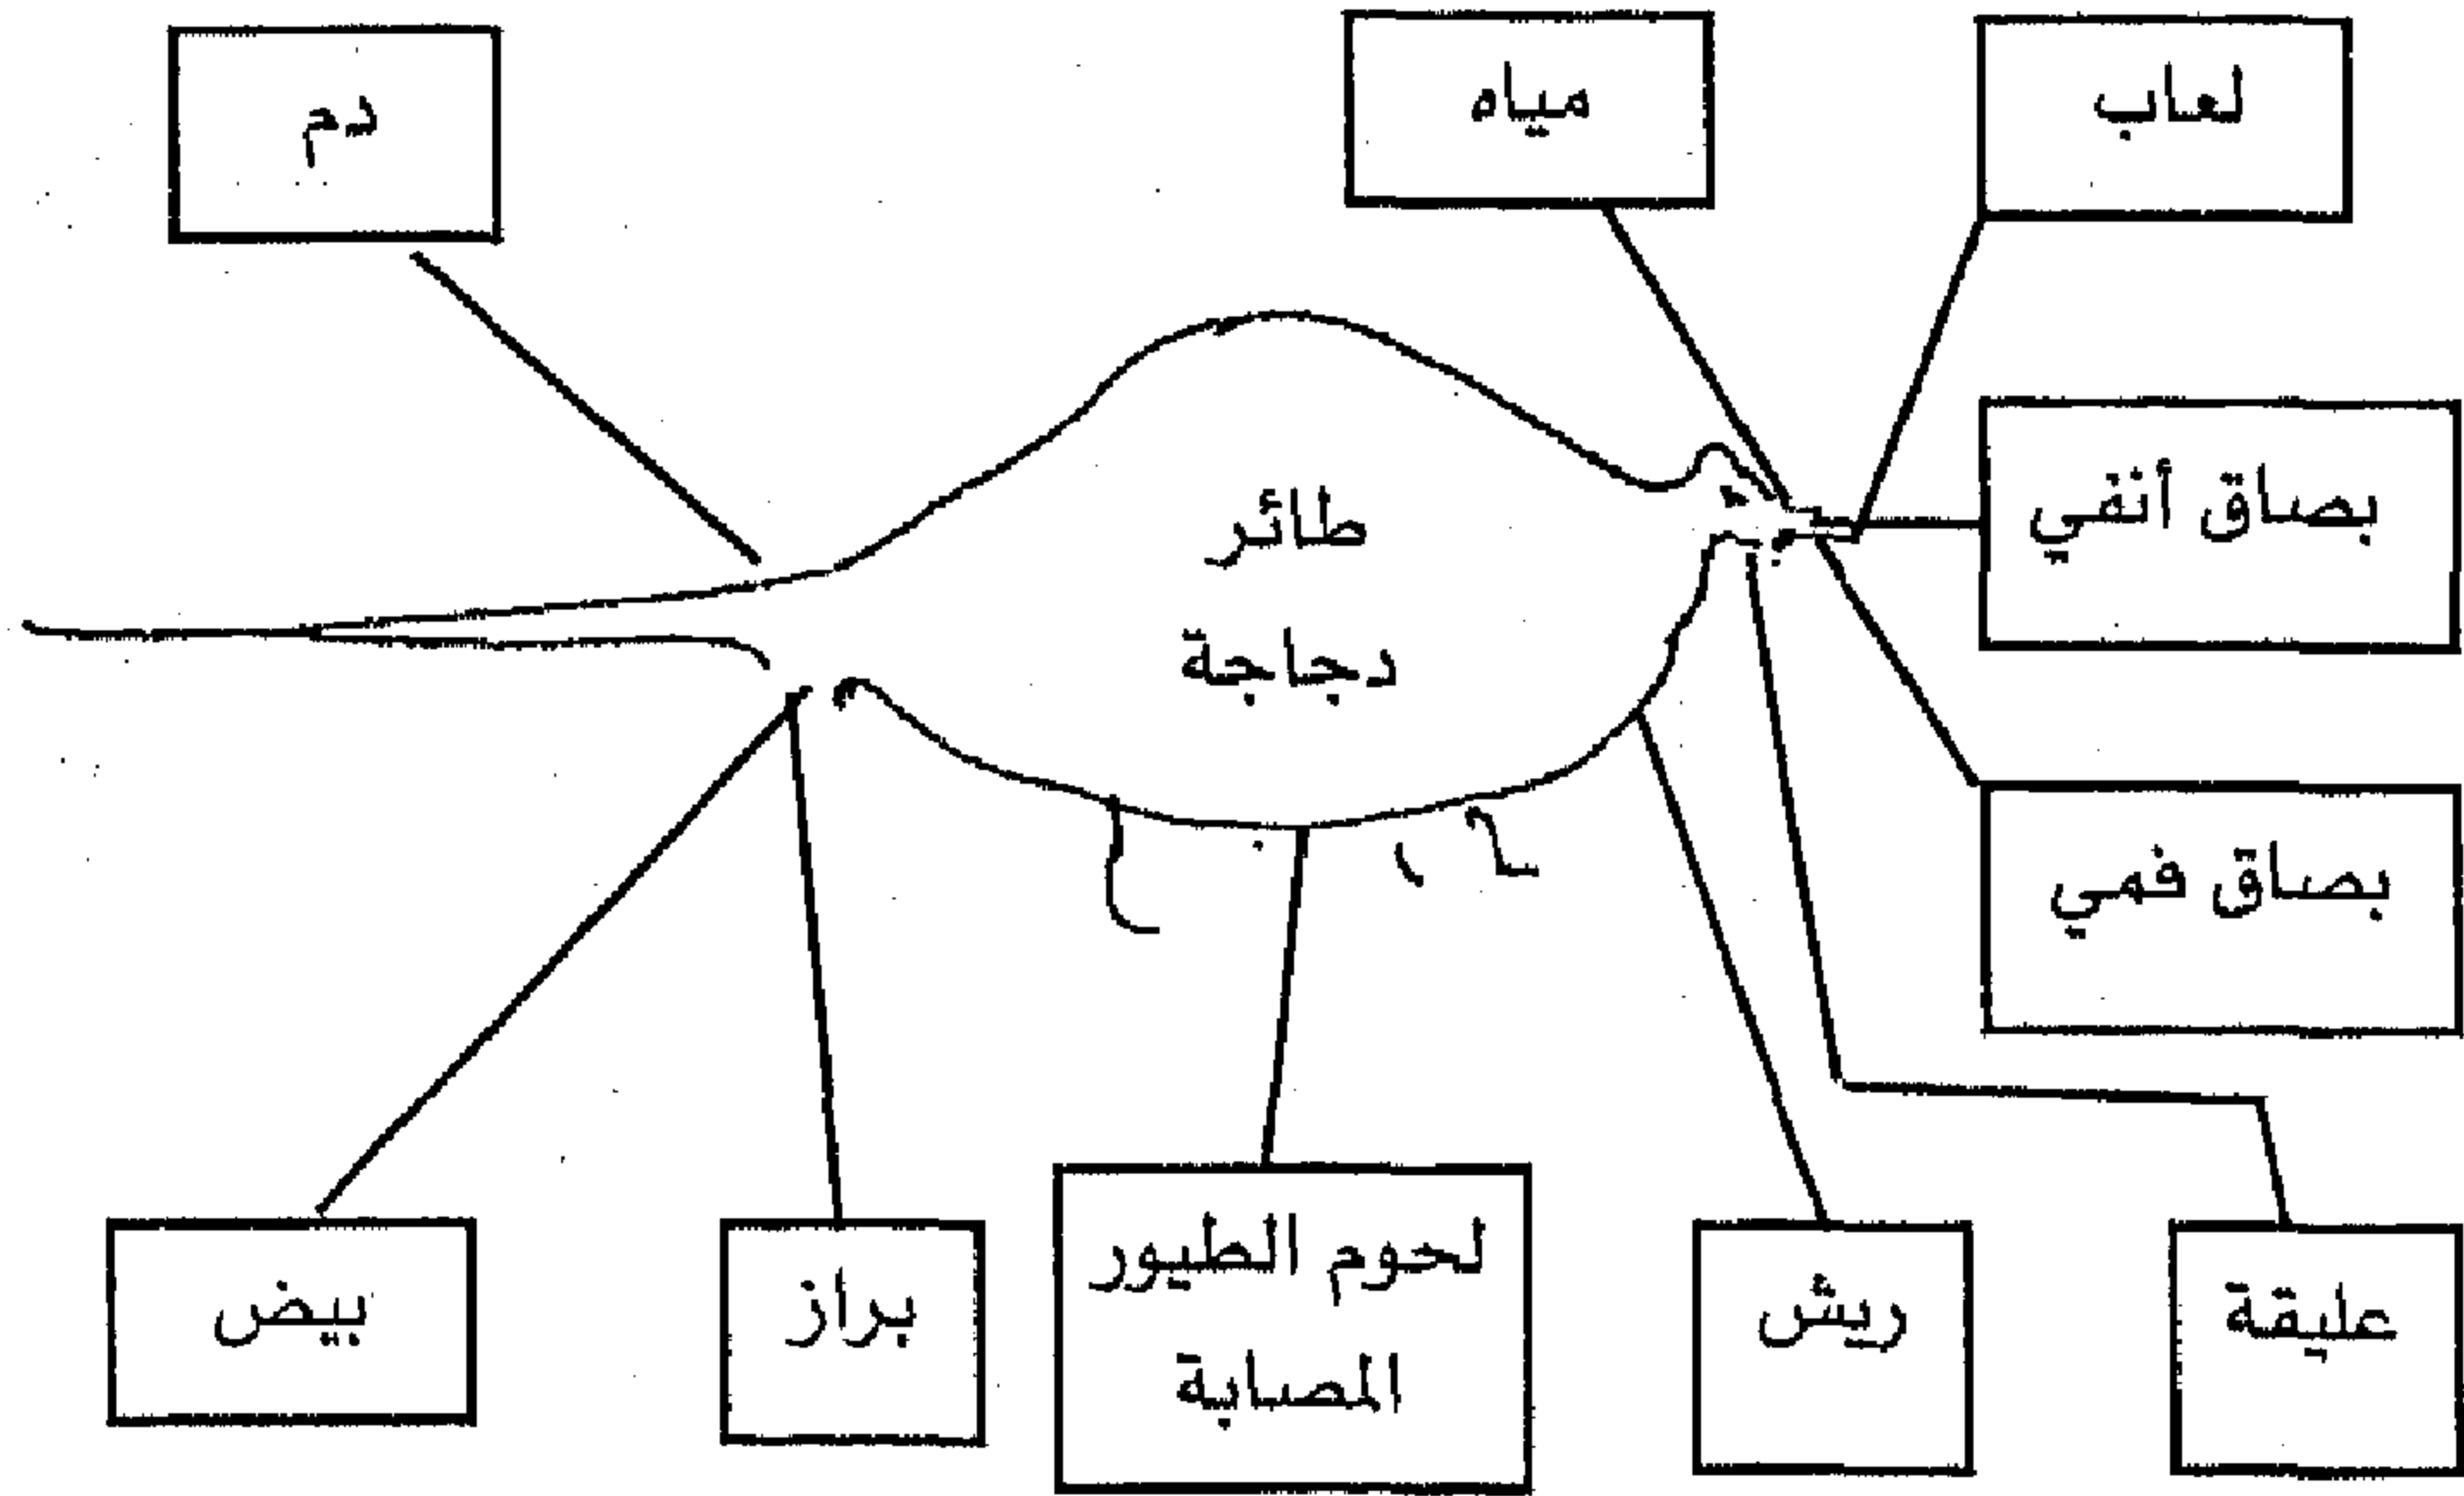 لعاب
مياه
دم
بصاق أنفي
طائر
دجاجة
بصاق فمي
عليقة
ريش
لحوم الطيور
المصابة
براز
بيض